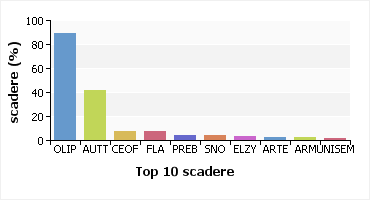 scadere (%)
100
80
60
40
20
0
OLIP AUTT CEOF FLA PREB SNO ELZY ARTE ARM UNISEM
Top 10 scadere